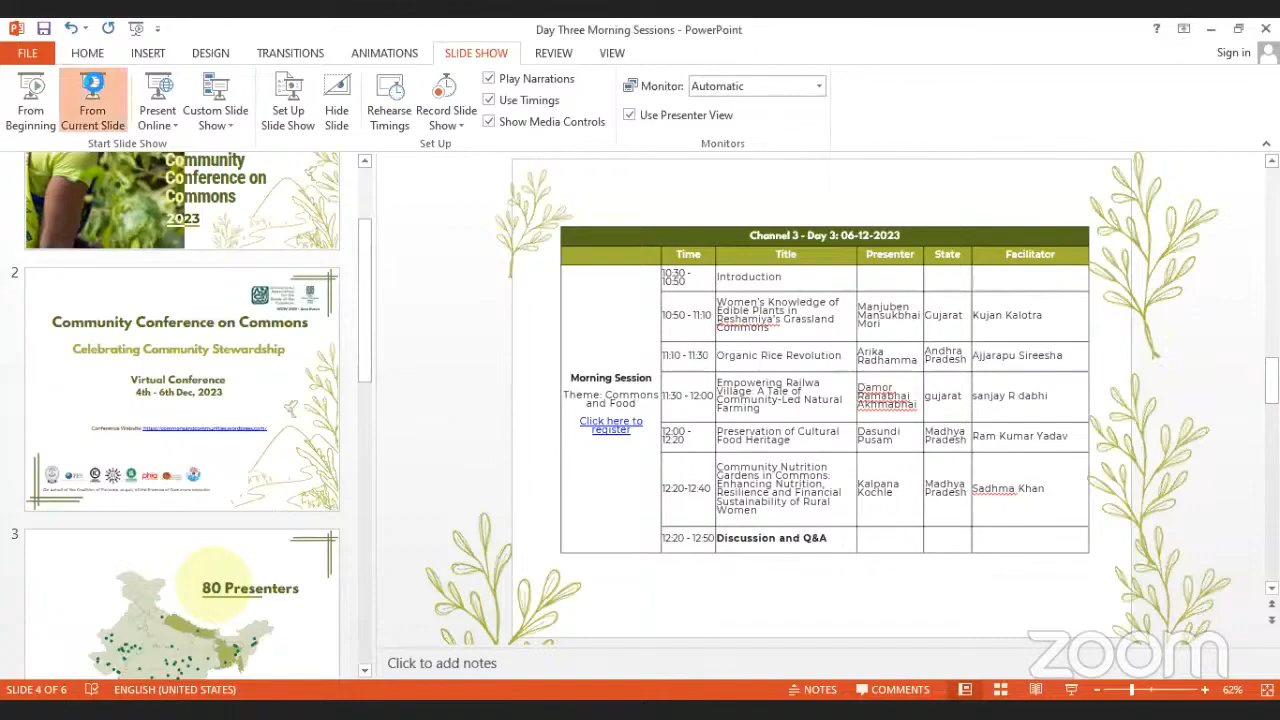 Day Three Morning Sessions - PowerPoint
?
FILE
HOME
INSERT
DESIGN
TRANSITIONS
ANIMATIONS
SLIDE SHOW
REVIEW
VIEW
Sign in
From
Beginning
From
Current Slide
Present
Online
Custom Slide
Show
Set Up
Slide Show
Hide
Slide
Rehearse
Timings
Record Slide
Show
Play Narrations
Use Timings
Show Media Controls
Monitor:
Automatic
Use Presenter View
Start Slide Show
Set Up
Monitors
Community
Conference on
Commons
2023
2
Community Conference on Commons
Celebrating Community Stewardship
Virtual Conference
4th - 6th Dec, 2023
Conference Website: https://commonsandcommunities.wordpress.com/
3
80 Presenters
Channel 3 - Day 3: 06-12-2023
Time
Title
Presenter
State
Facilitator
Morning Session
Theme: Commons
and Food
Click here to
register
10:30 -
10:50
Introduction
10:50 - 11:10
Women's Knowledge of
Edible Plants in
Reshamiya's Grassland
Commons
Manjuben
Mansukbhai
Mori
Gujarat
Kujan Kalotra
11:10 - 11:30
Organic Rice Revolution
Arika
Radhamma
Andhra
Pradesh
Ajjarapu Sireesha
11:30 - 12:00
Empowering Railwa
Village: A Tale of
Community-Led Natural
Farming
Damor
Ramabhai
Akhmabhai
gujarat
sanjay R dabhi
12:00 -
12:20
Preservation of Cultural
Food Heritage
Dasundi
Pusam
Madhya
Pradesh
Ram Kumar Yadav
12:20-12:40
Community Nutrition
Gardens in Commons:
Enhancing Nutrition,
Resilience and Financial
Sustainability of Rural
Women
Kalpana
Kochle
Madhya
Pradesh
Sadhma Khan
12:20 - 12:50
Discussion and Q&A
Click to add notes
zoom
SLIDE 4 OF 6
ENGLISH (UNITED STATES)
NOTES
COMMENTS
62%